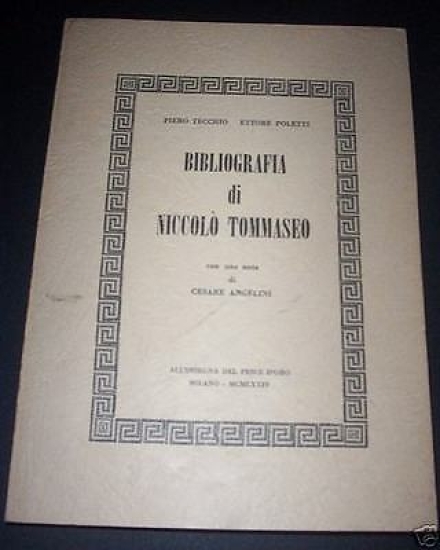 PIERO TECCHIO ETTORE POLETTI
BIBLIOGRAFIA
di
NICCOLÒ TOMMASEO
con una nota
di
CESARE ANGELINI
ALL'INSEGNA DEL PESCE D'ORO
MILANO - MCMLXXIV